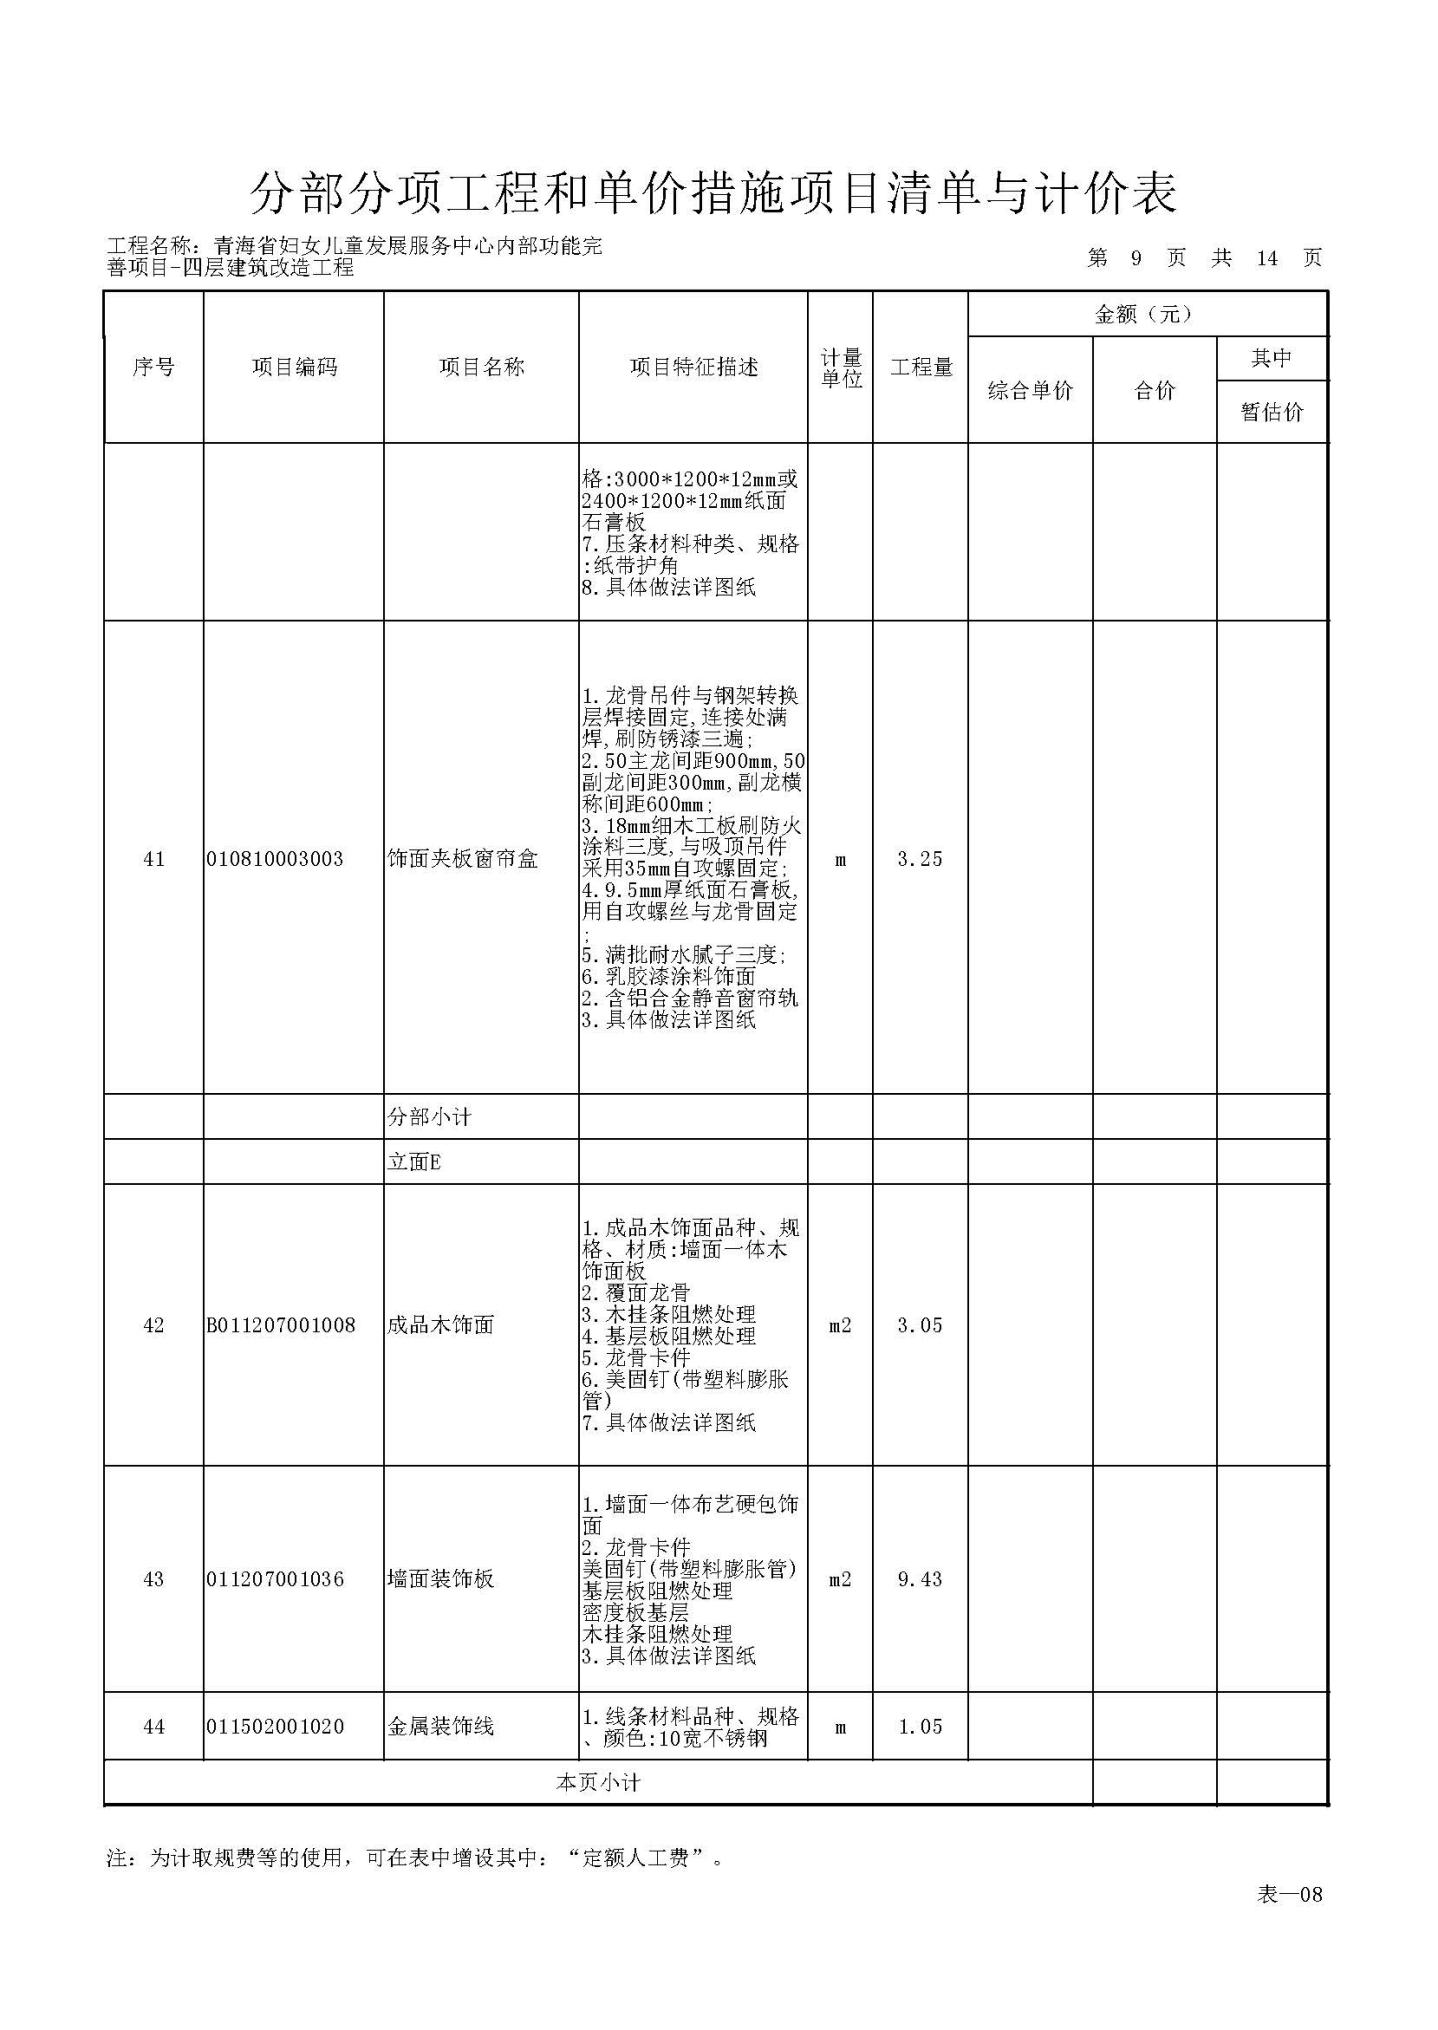 分部分项工程和单价措施项目清单与计价表
工程名称：青海省妇女儿童发展服务中心内部功能完
善项目-四层建筑改造工程
第 9 页 共 14 页
序号
项目编码
项目名称
项目特征描述
计量
单位
工程量
金额（元）
综合单价
合价
其中
暂估价
格:3000*1200*12mm或
2400*1200*12mm纸面
石膏板
7.压条材料种类、规格
:纸带护角
8.具体做法详图纸
41
010810003003
饰面夹板窗帘盒
1.龙骨吊件与钢架转换
层焊接固定,连接处满
焊,刷防锈漆三遍;
2.50主龙间距900mm,50
副龙间距300mm,副龙横
称间距600mm;
3.18mm细木工板刷防火
涂料三度,与吸顶吊件
采用35mm自攻螺固定;
4.9.5mm厚纸面石膏板,
用自攻螺丝与龙骨固定
;
5.满批耐水腻子三度;
6.乳胶漆涂料饰面
2.含铝合金静音窗帘轨
3.具体做法详图纸
m
3.25
分部小计
立面E
42
B011207001008
成品木饰面
1.成品木饰面品种、规
格、材质:墙面一体木
饰面板
2.覆面龙骨
3.木挂条阻燃处理
4.基层板阻燃处理
5.龙骨卡件
6.美固钉(带塑料膨胀
管)
7.具体做法详图纸
m2
3.05
43
011207001036
墙面装饰板
1.墙面一体布艺硬包饰
面
2.龙骨卡件
美固钉(带塑料膨胀管)
基层板阻燃处理
密度板基层
木挂条阻燃处理
3.具体做法详图纸
m2
9.43
44
011502001020
金属装饰线
1.线条材料品种、规格
、颜色:10宽不锈钢
m
1.05
本页小计
注：为计取规费等的使用，可在表中增设其中：“定额人工费”。
表—08